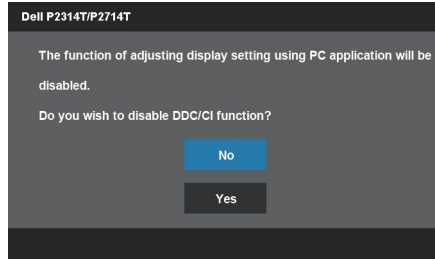 Dell P2314T/P2714T
The function of adjusting display setting using PC application will be
disabled.
Do you wish to disable DDC/CI function?
No
Yes